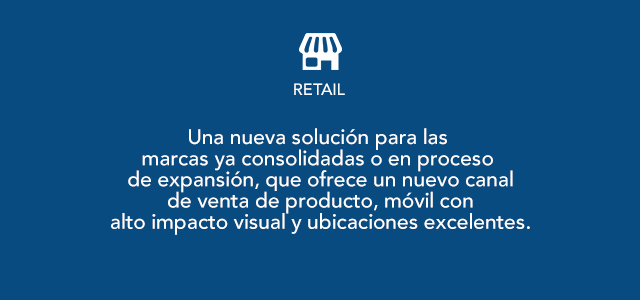 RETAIL
Una nueva solución para las
marcas ya consolidadas o en proceso
de expansión, que ofrece un nuevo canal
de venta de producto, móvil con
alto impacto visual y ubicaciones excelentes.